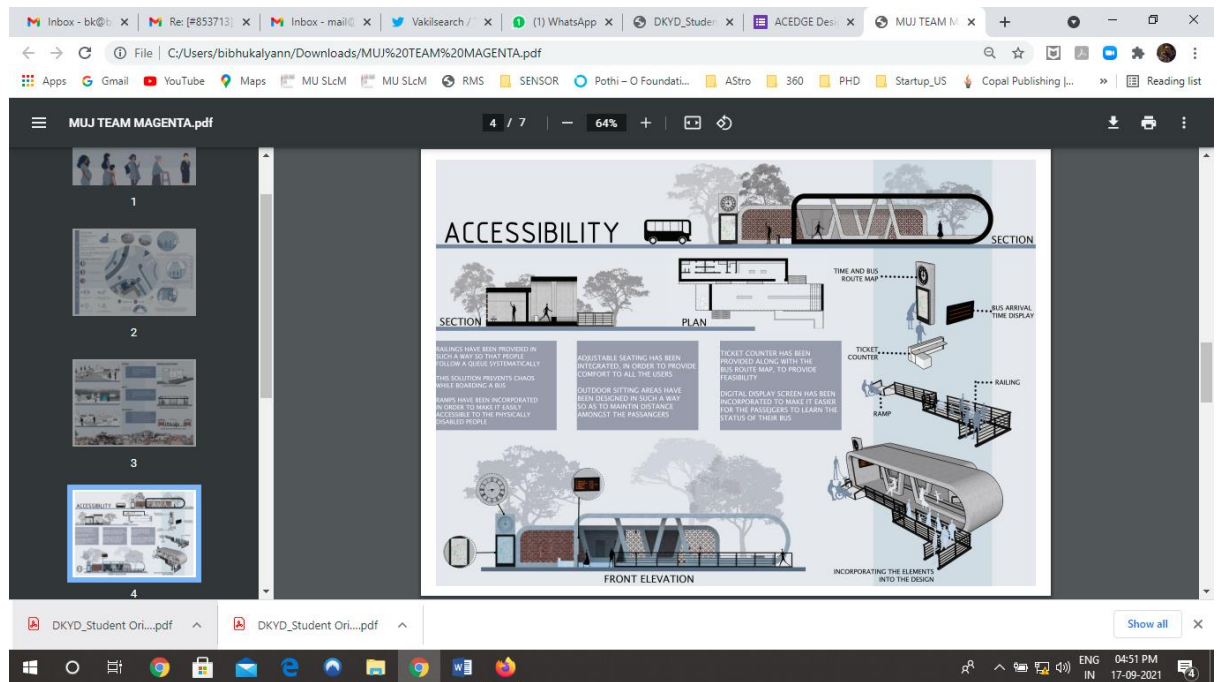 Inbox - bk@b
Re: [#853713]
Inbox - mail@
Vakilsearch /
(1) WhatsApp
DKYD_Studen
ACEDGE Desi
MUJ TEAM M
File | C:/Users/bibhukalyann/Downloads/MUJ%20TEAM%20MAGENTA.pdf
Apps Gmail YouTube Maps MU SLcM MU SLcM RMS SENSOR Pothi – O Foundati... AStro 360 PHD Startup_US Copal Publishing |... » Reading list
MUJ TEAM MAGENTA.pdf
4 / 7 | − 64% +
1
2
3
4
ACCESSIBILITY
SECTION
SECTION
PLAN
TIME AND BUS
ROUTE MAP
BUS ARRIVAL
TIME DISPLAY
TICKET
COUNTER
RAILING
RAMP
RAILINGS HAVE BEEN PROVIDED IN
SUCH A WAY SO THAT PEOPLE
FOLLOW A QUEUE SYSTEMATICALLY
THIS SOLUTION PREVENTS CHAOS
WHILE BOARDING A BUS
RAMPS HAVE BEEN INCORPORATED
IN ORDER TO MAKE IT EASILY
ACCESSIBLE TO THE PHYSICALLY
DISABLED PEOPLE
ADJUSTABLE SEATING HAS BEEN
INTEGRATED, IN ORDER TO PROVIDE
COMFORT TO ALL THE USERS
OUTDOOR SITTING AREAS HAVE
BEEN DESIGNED IN SUCH A WAY
SO AS TO MAINTIN DISTANCE
AMONGST THE PASSANGERS
TICKET COUNTER HAS BEEN
PROVIDED ALONG WITH THE
BUS ROUTE MAP, TO PROVIDE
FEASIBILITY
DIGITAL DISPLAY SCREEN HAS BEEN
INCORPORATED TO MAKE IT EASIER
FOR THE PASSEJGERS TO LEARN THE
STATUS OF THEIR BUS
FRONT ELEVATION
INCORPORATING THE ELEMENTS
INTO THE DESIGN
DKYD_Student Ori....pdf
DKYD_Student Ori....pdf
Show all
ENG
IN
04:51 PM
17-09-2021
4